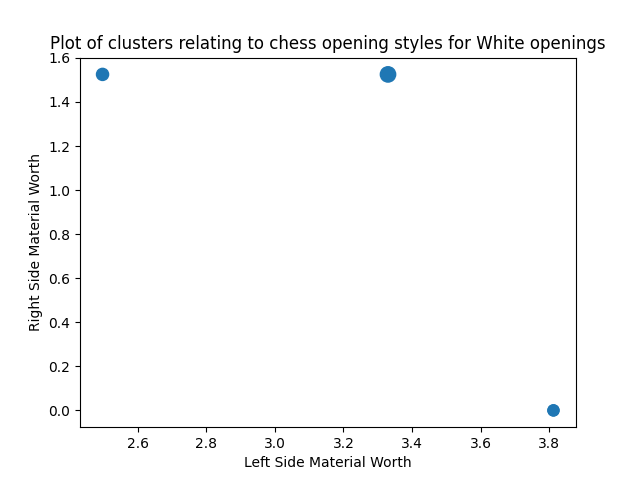 Plot of clusters relating to chess opening styles for White openings
1.6
1.4
1.2
1.0
0.8
0.6
0.4
0.2
0.0
Right Side Material Worth
2.6 2.8 3.0 3.2 3.4 3.6 3.8
Left Side Material Worth